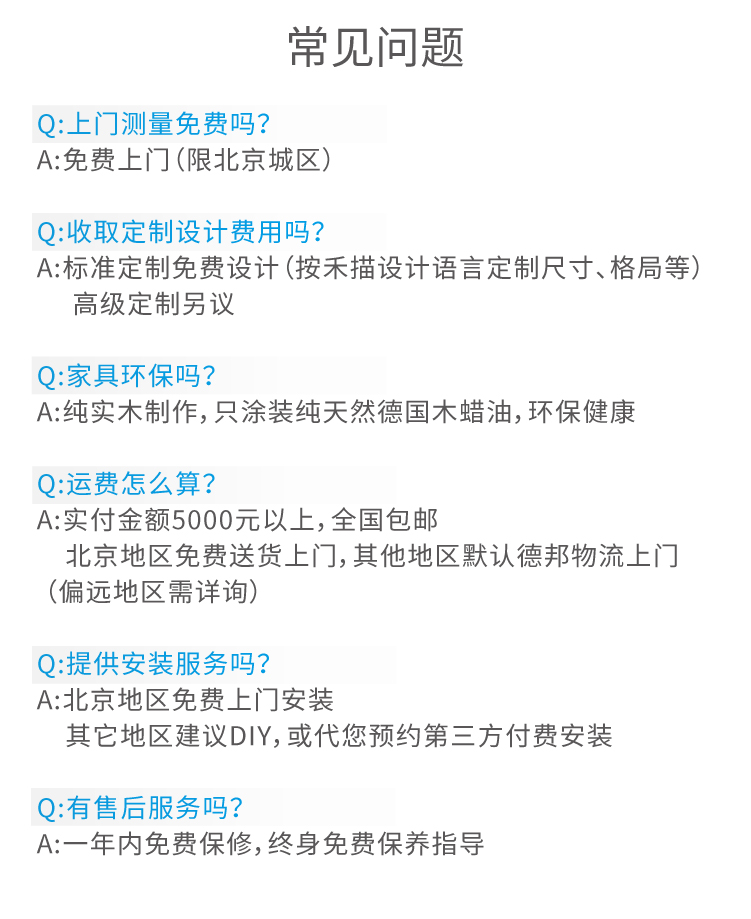 常见问题
Q:上门测量免费吗？
A:免费上门（限北京城区）
Q:收取定制设计费用吗？
A:标准定制免费设计（按禾描设计语言定制尺寸、格局等）
高级定制另议
Q:家具环保吗？
A:纯实木制作，只涂装纯天然德国木蜡油，环保健康
Q:运费怎么算？
A:实付金额5000元以上，全国包邮
北京地区免费送货上门，其他地区默认德邦物流上门
（偏远地区需详询）
Q:提供安装服务吗？
A:北京地区免费上门安装
其它地区建议DIY，或代您预约第三方付费安装
Q:有售后服务吗？
A:一年内免费保修，终身免费保养指导